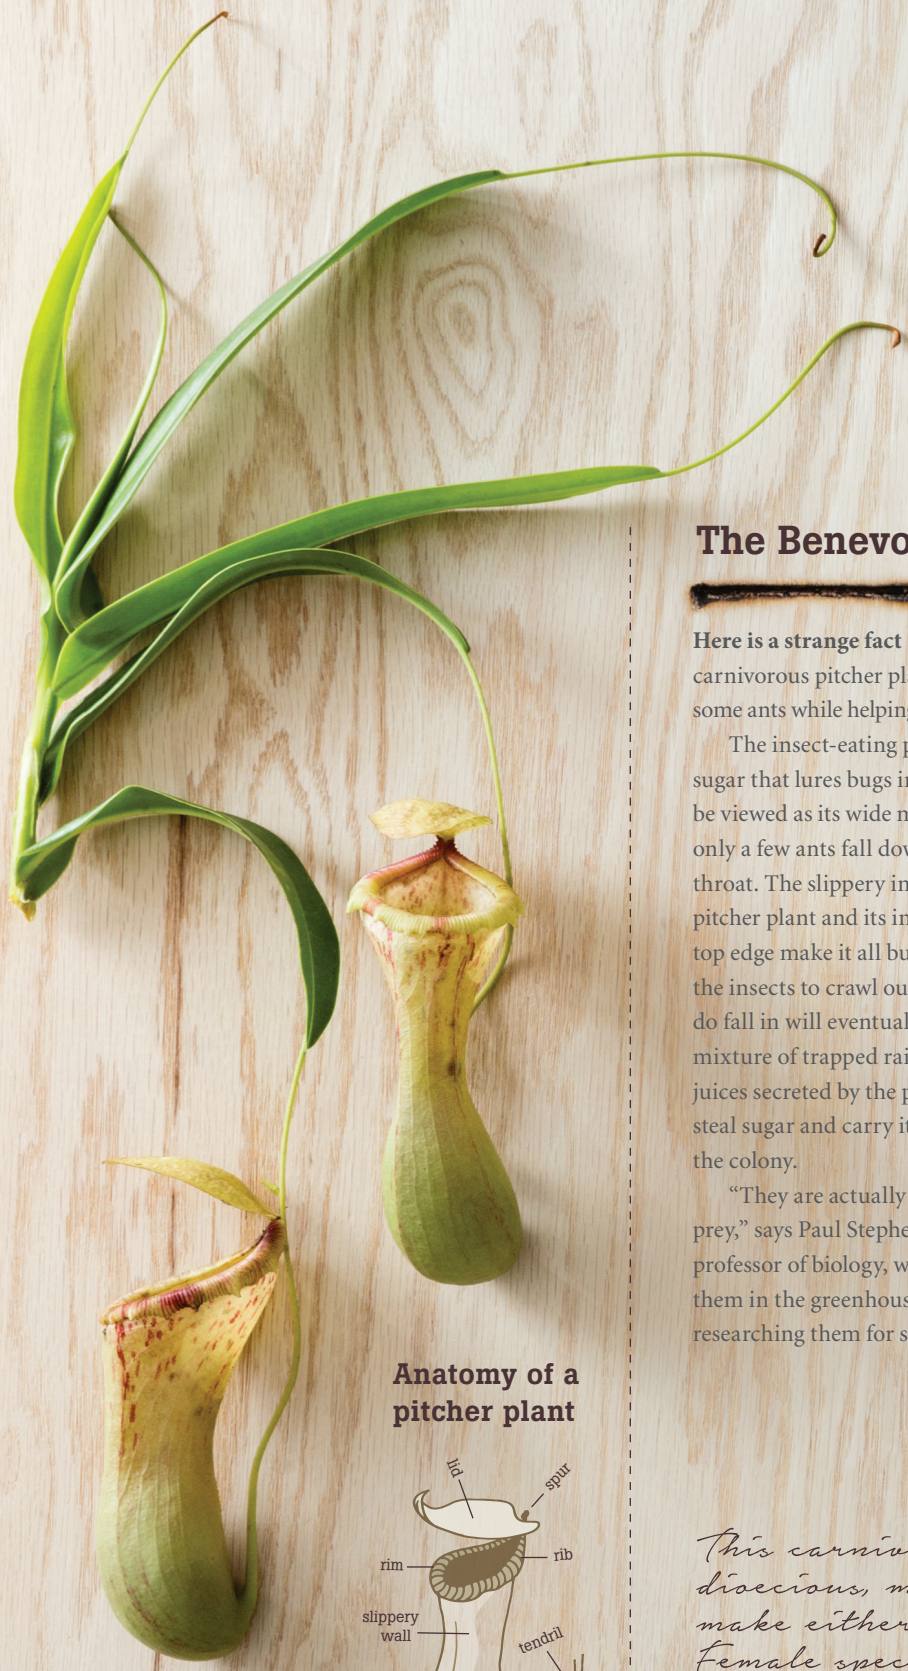 The Benevo
Here is a strange fact
carnivorous pitcher pl
some ants while helping
The insect-eating p
sugar that lures bugs in
be viewed as its wide m
only a few ants fall dow
throat. The slippery in
pitcher plant and its in
top edge make it all bu
the insects to crawl ou
do fall in will eventual
mixture of trapped rai
juices secreted by the p
steal sugar and carry it
the colony.
“They are actually
prey,” says Paul Stephe
professor of biology, w
them in the greenhous
researching them for s
Anatomy of a
pitcher plant
lid
spur
rim
rib
slippery
wall
tendril
This carniv
dioecious, m
make either
Female spec